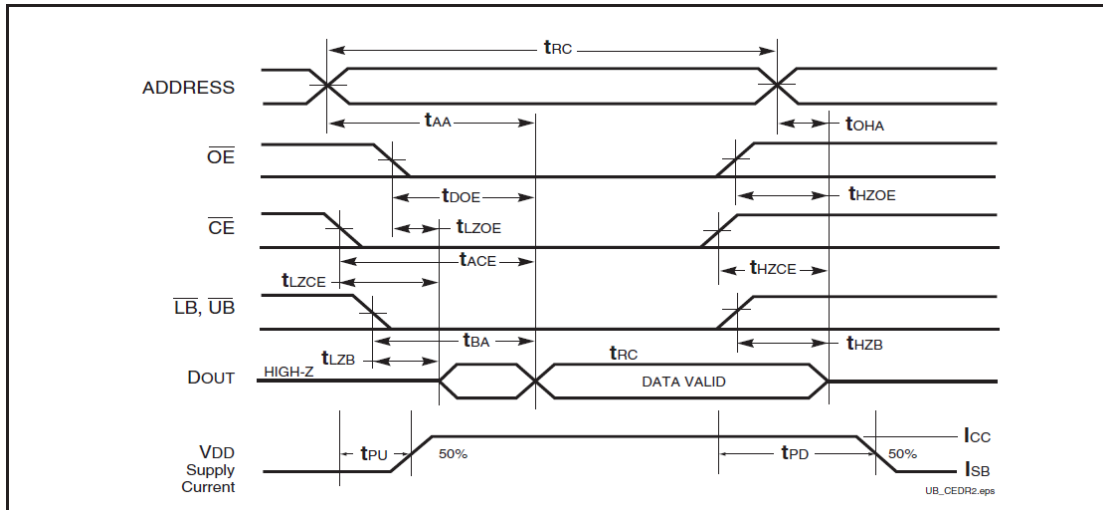 tRC
ADDRESS
tAA
tOHA
OE
tDOE
tHZOE
CE
tLZOE
tACE
tHZCE
tLZCE
LB, UB
tBA
tRC
tLZB
tHZB
DOUT
HIGH-Z
DATA VALID
ICC
VDD
Supply
Current
tPU
50%
tPD
50%
ISB
UB_CEDR2.eps